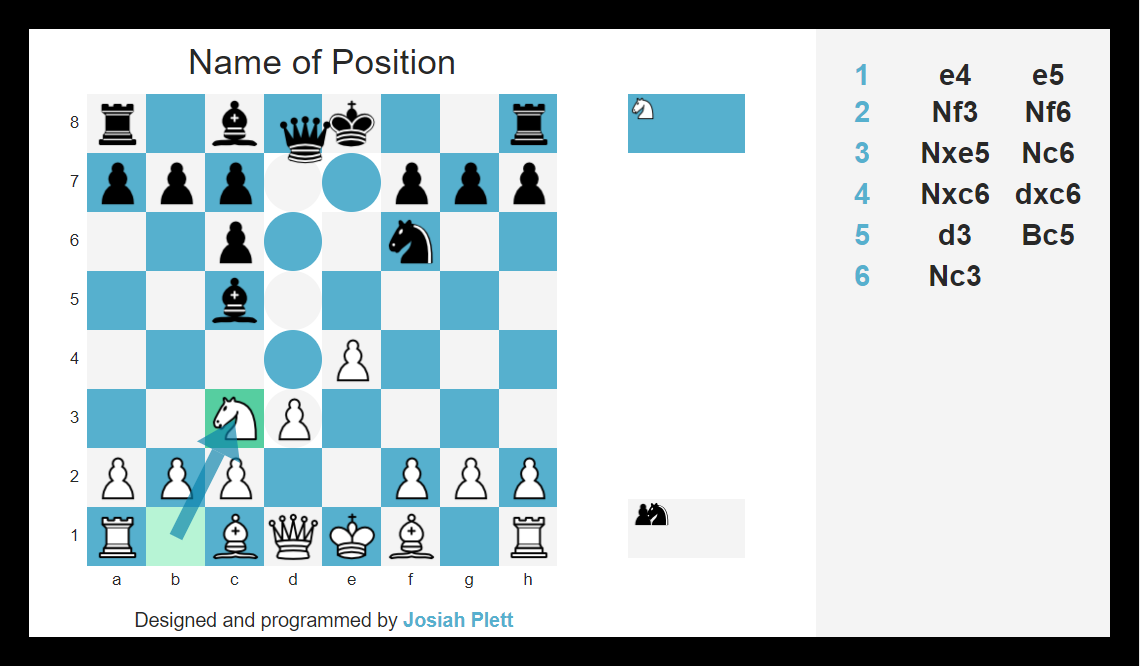 Name of Position
8
7
6
5
4
3
2
1
a b c d e f g h
Designed and programmed by Josiah Plett
1 e4 e5
2 Nf3 Nf6
3 Nxe5 Nc6
4 Nxc6 dxc6
5 d3 Bc5
6 Nc3